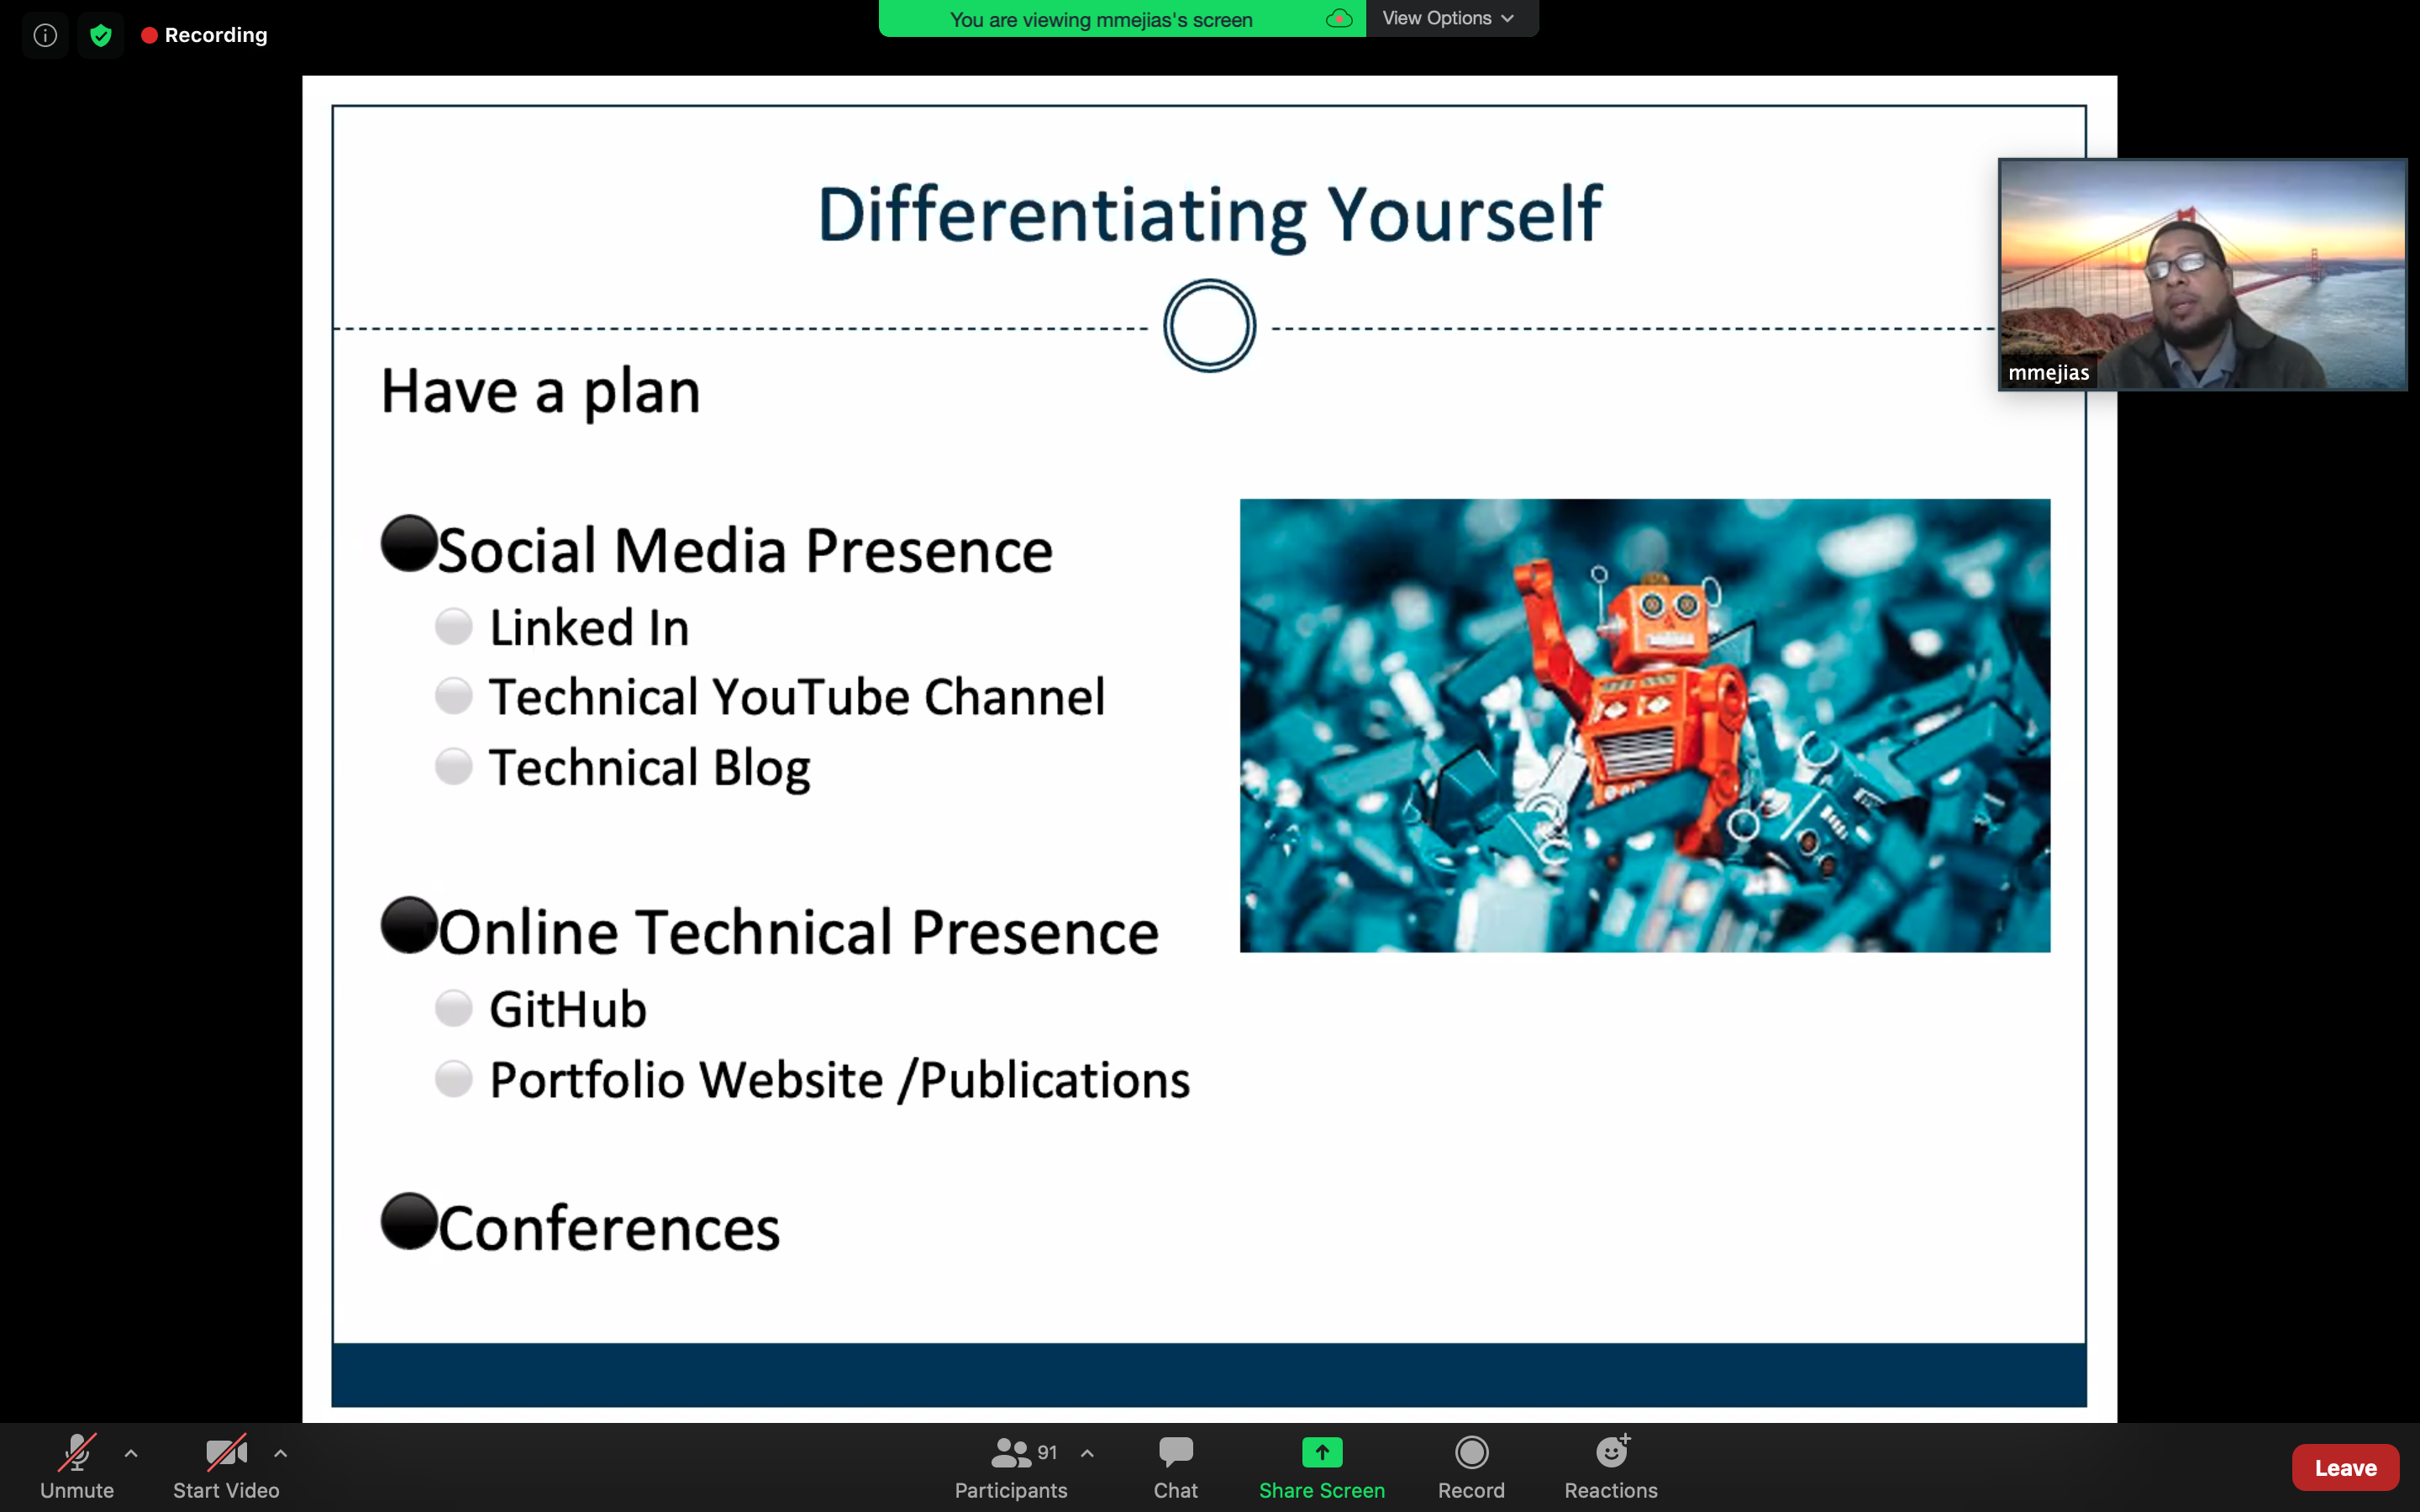 Recording
You are viewing mmejias's screen
View Options
Differentiating Yourself
mmejias
Have a plan
Social Media Presence
Linked In
Technical YouTube Channel
Technical Blog
Online Technical Presence
GitHub
Portfolio Website /Publications
Conferences
Unmute
Start Video
91
Participants
Chat
Share Screen
Record
Reactions
Leave